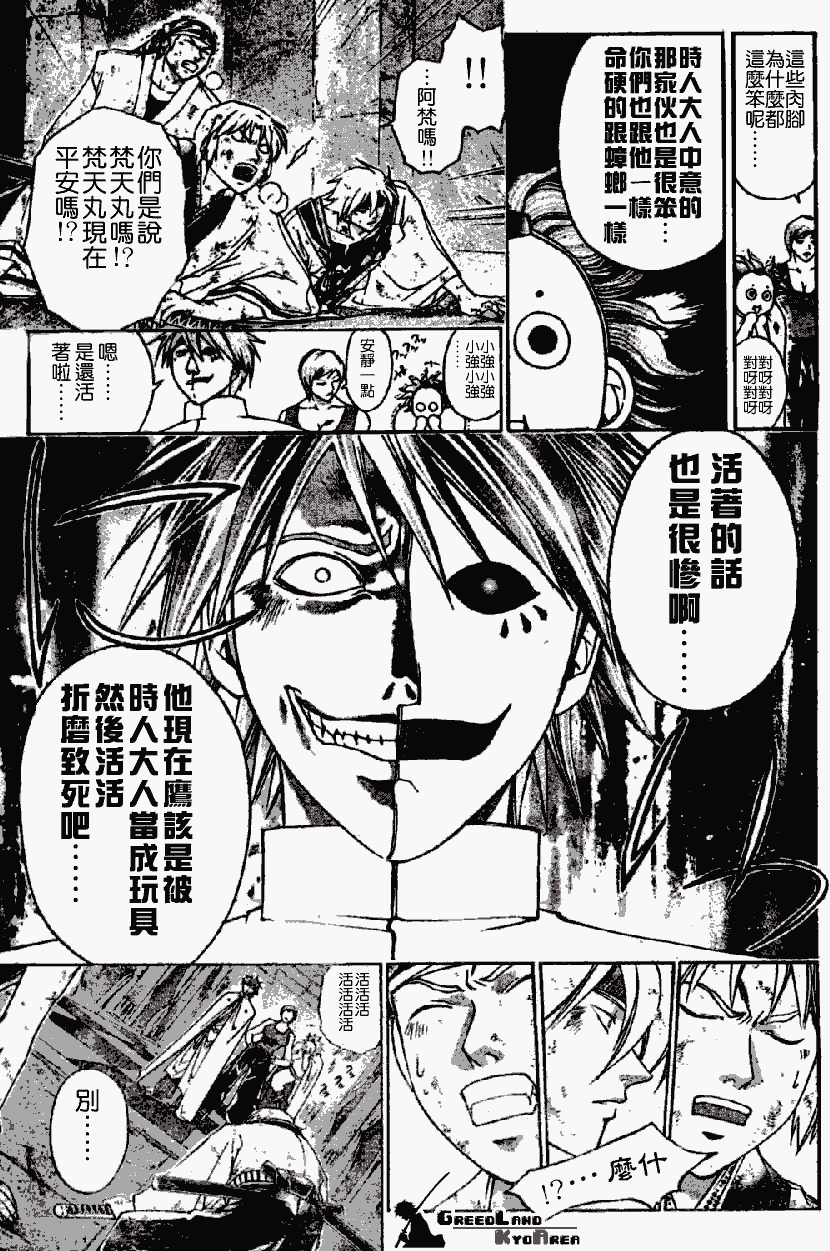 這些肉腳
為什麼都
這麼笨呢……
對呀對呀
對呀對呀
時人大人中意的
那家伙也是很笨…
你們也跟他一樣
命硬的跟蟑螂一樣
!!
…阿梵嗎!!
你們是說
梵天丸嗎!?
梵天丸現在
平安嗎!?
小強小強
小強小強
……
安靜一點
嗯……
是還活
著啦……
活著的話
也是很慘啊……
他現在鷹該是被
時人大人當成玩具
然後活活
折磨致死吧……
什麼…!?
活活活
活活活活
別……
GREEDLAND
KYOAREA